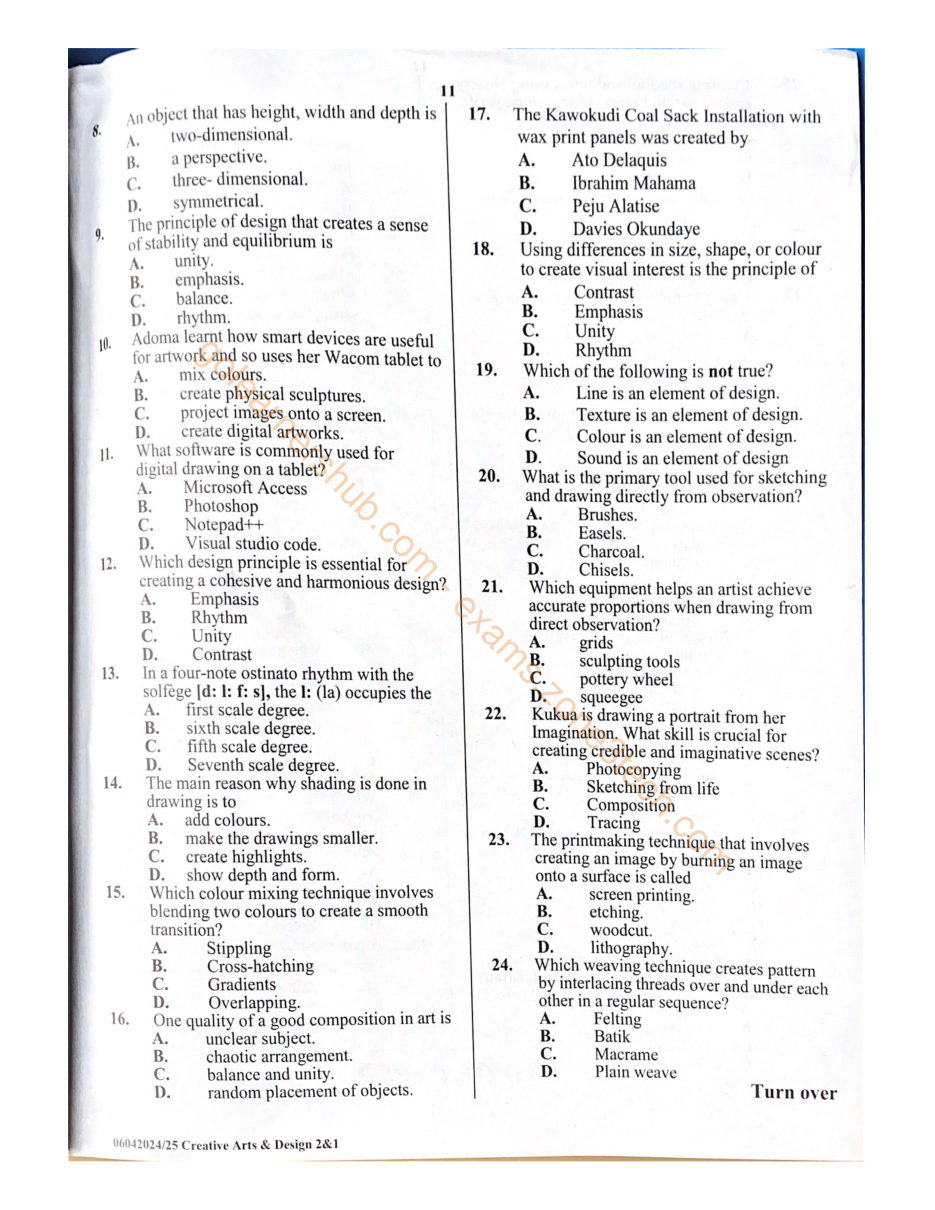 11
8. An object that has height, width and depth is
A. two-dimensional.
B. a perspective.
C. three- dimensional.
D. symmetrical.
9. The principle of design that creates a sense
of stability and equilibrium is
A. unity.
B. emphasis.
C. balance.
D. rhythm.
10. Adoma learnt how smart devices are useful
for artwork and so uses her Wacom tablet to
A. mix colours.
B. create physical sculptures.
C. project images onto a screen.
D. create digital artworks.
11. What software is commonly used for
digital drawing on a tablet?
A. Microsoft Access
B. Photoshop
C. Notepad++
D. Visual studio code.
12. Which design principle is essential for
creating a cohesive and harmonious design?
A. Emphasis
B. Rhythm
C. Unity
D. Contrast
13. In a four-note ostinato rhythm with the
solfège [d: l: f: s], the l: (la) occupies the
A. first scale degree.
B. sixth scale degree.
C. fifth scale degree.
D. Seventh scale degree.
14. The main reason why shading is done in
drawing is to
A. add colours.
B. make the drawings smaller.
C. create highlights.
D. show depth and form.
15. Which colour mixing technique involves
blending two colours to create a smooth
transition?
A. Stippling
B. Cross-hatching
C. Gradients
D. Overlapping.
16. One quality of a good composition in art is
A. unclear subject.
B. chaotic arrangement.
C. balance and unity.
D. random placement of objects.
17. The Kawokudi Coal Sack Installation with
wax print panels was created by
A. Ato Delaquis
B. Ibrahim Mahama
C. Peju Alatise
D. Davies Okundaye
18. Using differences in size, shape, or colour
to create visual interest is the principle of
A. Contrast
B. Emphasis
C. Unity
D. Rhythm
19. Which of the following is not true?
A. Line is an element of design.
B. Texture is an element of design.
C. Colour is an element of design.
D. Sound is an element of design
20. What is the primary tool used for sketching
and drawing directly from observation?
A. Brushes.
B. Easels.
C. Charcoal.
D. Chisels.
21. Which equipment helps an artist achieve
accurate proportions when drawing from
direct observation?
A. grids
B. sculpting tools
C. pottery wheel
D. squeegee
22. Kukua is drawing a portrait from her
Imagination. What skill is crucial for
creating credible and imaginative scenes?
A. Photocopying
B. Sketching from life
C. Composition
D. Tracing
23. The printmaking technique that involves
creating an image by burning an image
onto a surface is called
A. screen printing.
B. etching.
C. woodcut.
D. lithography.
24. Which weaving technique creates pattern
by interlacing threads over and under each
other in a regular sequence?
A. Felting
B. Batik
C. Macrame
D. Plain weave
Turn over
06042024/25 Creative Arts & Design 2&1